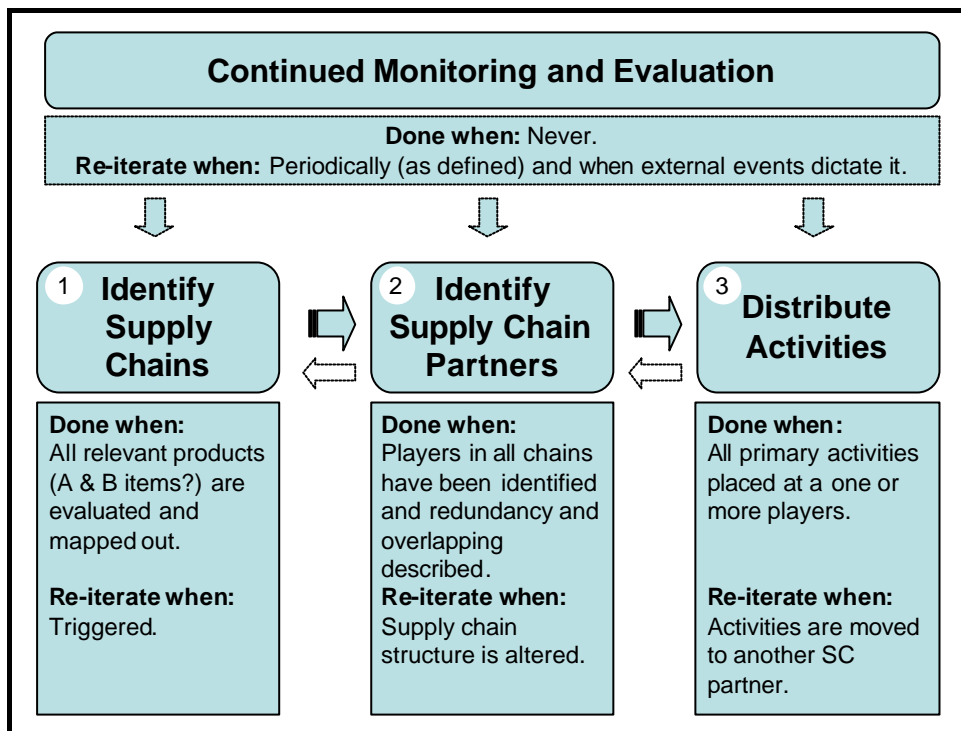 Continued Monitoring and Evaluation
Done when: Never.
Re-iterate when: Periodically (as defined) and when external events dictate it.
1
Identify
Supply
Chains
2
Identify
Supply Chain
Partners
3
Distribute
Activities
Done when:
All relevant products
(A & B items?) are
evaluated and
mapped out.
Re-iterate when:
Triggered.
Done when:
Players in all chains
have been identified
and redundancy and
overlapping
described.
Re-iterate when:
Supply chain
structure is altered.
Done when:
All primary activities
placed at a one or
more players.
Re-iterate when:
Activities are moved
to another SC
partner.